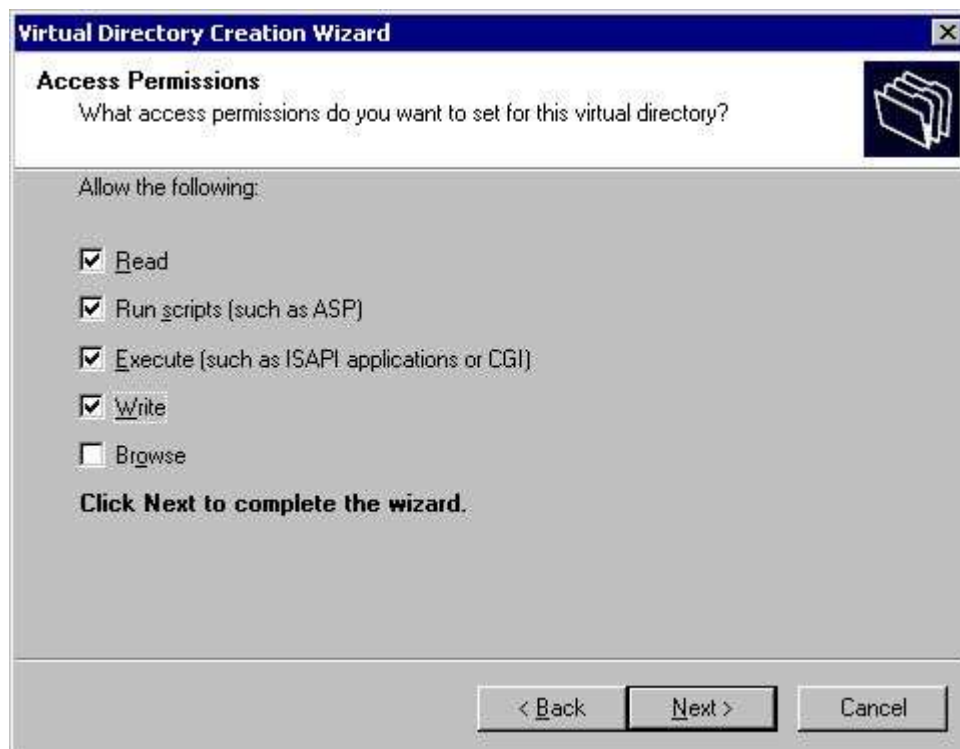 Virtual Directory Creation Wizard
Access Permissions
What access permissions do you want to set for this virtual directory?
Allow the following:
Read
Run scripts (such as ASP)
Execute (such as ISAPI applications or CGI)
Write
Browse
Click Next to complete the wizard.
< Back
Next >
Cancel